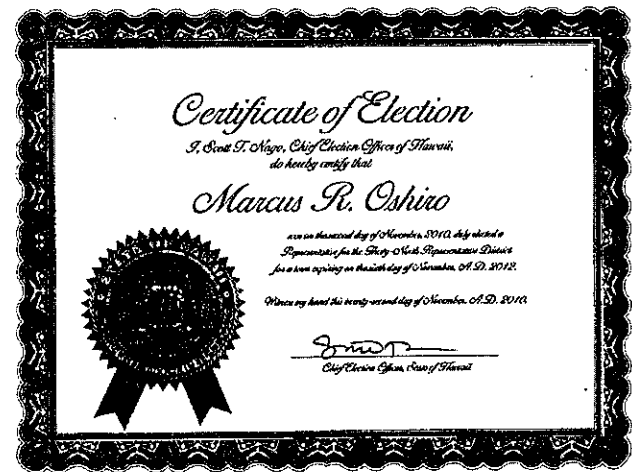 Certificate of Election
I, Scott T. Nago, Chief Election Officer of Hawaii,
do hereby certify that
Marcus R. Oshiro
was on the second day of November, 2010, duly elected a
Representative for the Thirty-Ninth Representative District
for a term expiring on the sixth day of November, A.D. 2012.
Witness my hand this twenty-second day of November, A.D. 2010.
Chief Election Officer, State of Hawaii